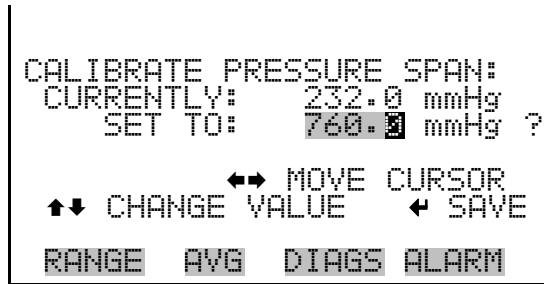 CALIBRATE PRESSURE SPAN:
CURRENTLY: 232.0 mmHg
SET TO: 760.0 mmHg ?
⬅➡ MOVE CURSOR
⬆⬇ CHANGE VALUE ↵ SAVE
RANGE AVG DIAGS ALARM